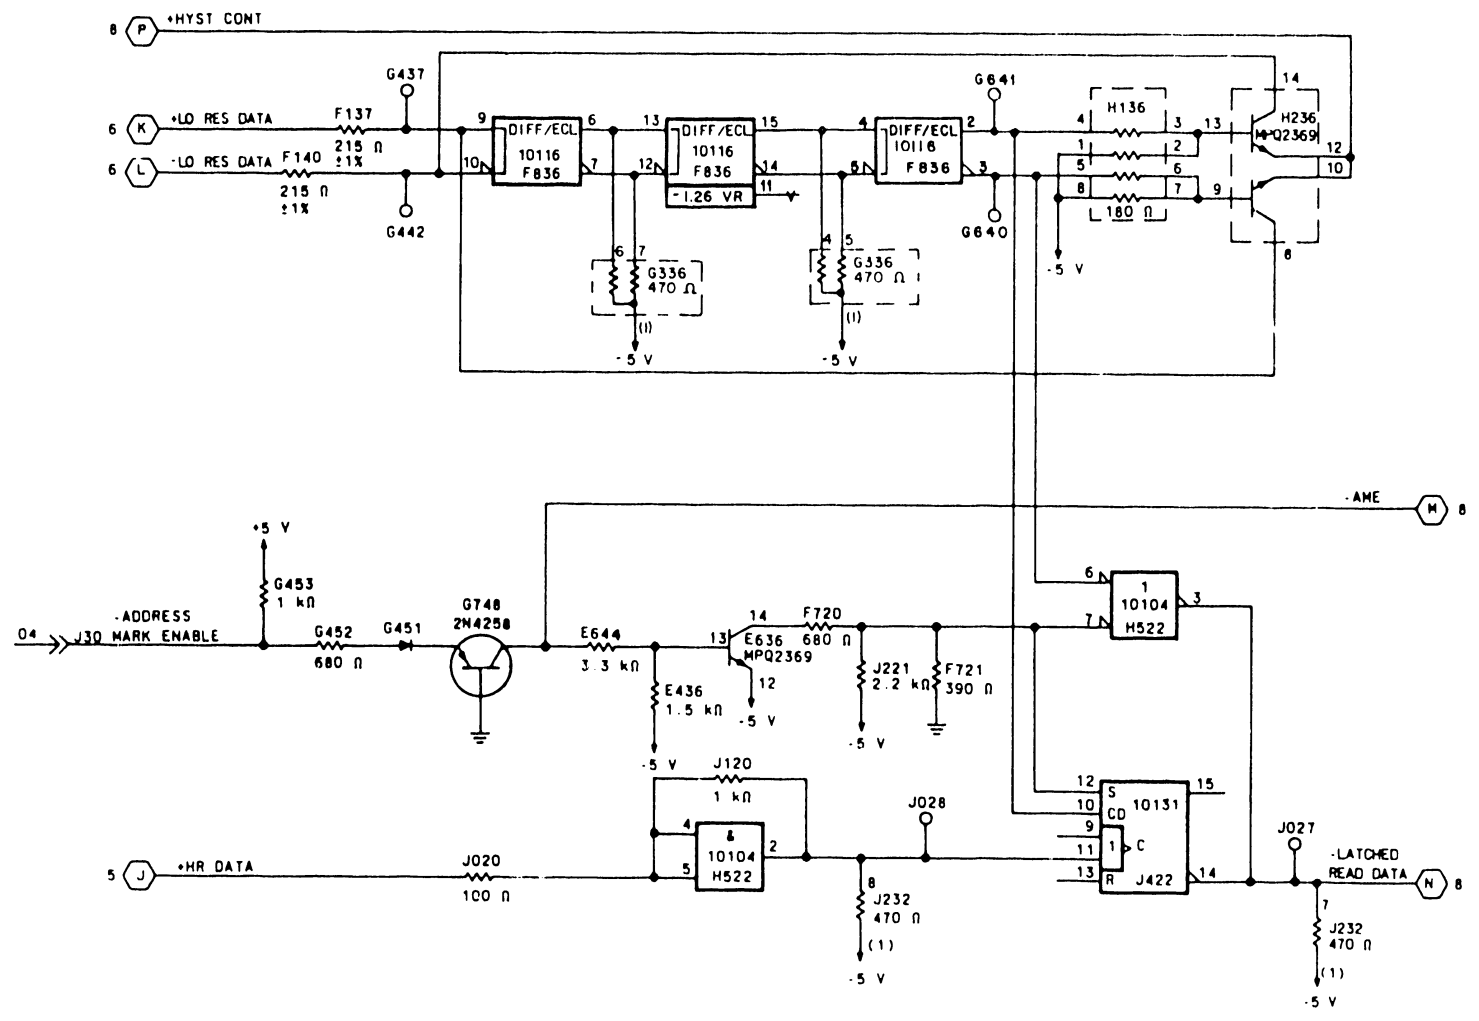 8 P +HYST CONT
G437
G641
14
6 K +LO RES DATA F137 9 DIFF/ECL 6 13 DIFF/ECL 15 4 DIFF/ECL 2 H136 4 3 13 H236
MPQ2369
215 Ω
±1%
10116
F836
10116
F836
10116
F836
1 2 12
6 L -LO RES DATA F140 10 7 12 14 5 3 5 6 10
215 Ω
±1%
-1.26 VR 11
8 7 9
180 Ω
G442
G640
8
-5 V
6 7
G336
470 Ω
(1)
-5 V
4 5
G336
470 Ω
(1)
-5 V
-AME M 8
+5 V
G453
1 kΩ
-ADDRESS
04 J30 MARK ENABLE
G452
680 Ω
G451
G748
2N4258
E644
3.3 kΩ
E436
1.5 kΩ
-5 V
14
13 E636
MPQ2369
12
-5 V
F720
680 Ω
J221
2.2 kΩ
-5 V
F721
390 Ω
6 1 3
10104
7 H522
J120
1 kΩ
4 &
10104 2
5 H522
5 J +HR DATA
J020
100 Ω
J028
8
J232
470 Ω
(1)
-5 V
12 S 10131 15
10 CD
9
11 1 C
13 R J422 14
J027
-LATCHED
READ DATA N 8
7
J232
470 Ω
(1)
-5 V